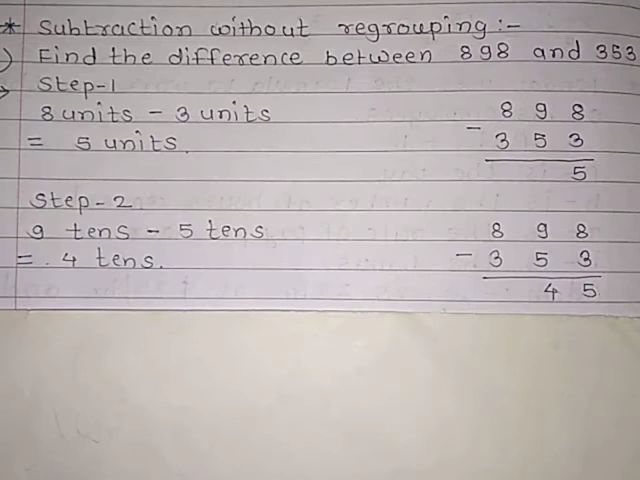 * Subtraction without regrouping :-
) Find the difference between 898 and 353
→ Step-1
8 units - 3 units
= 5 units.
8 9 8
- 3 5 3
5
Step-2
9 tens - 5 tens
= . 4 tens.
8 9 8
- 3 5 3
4 5